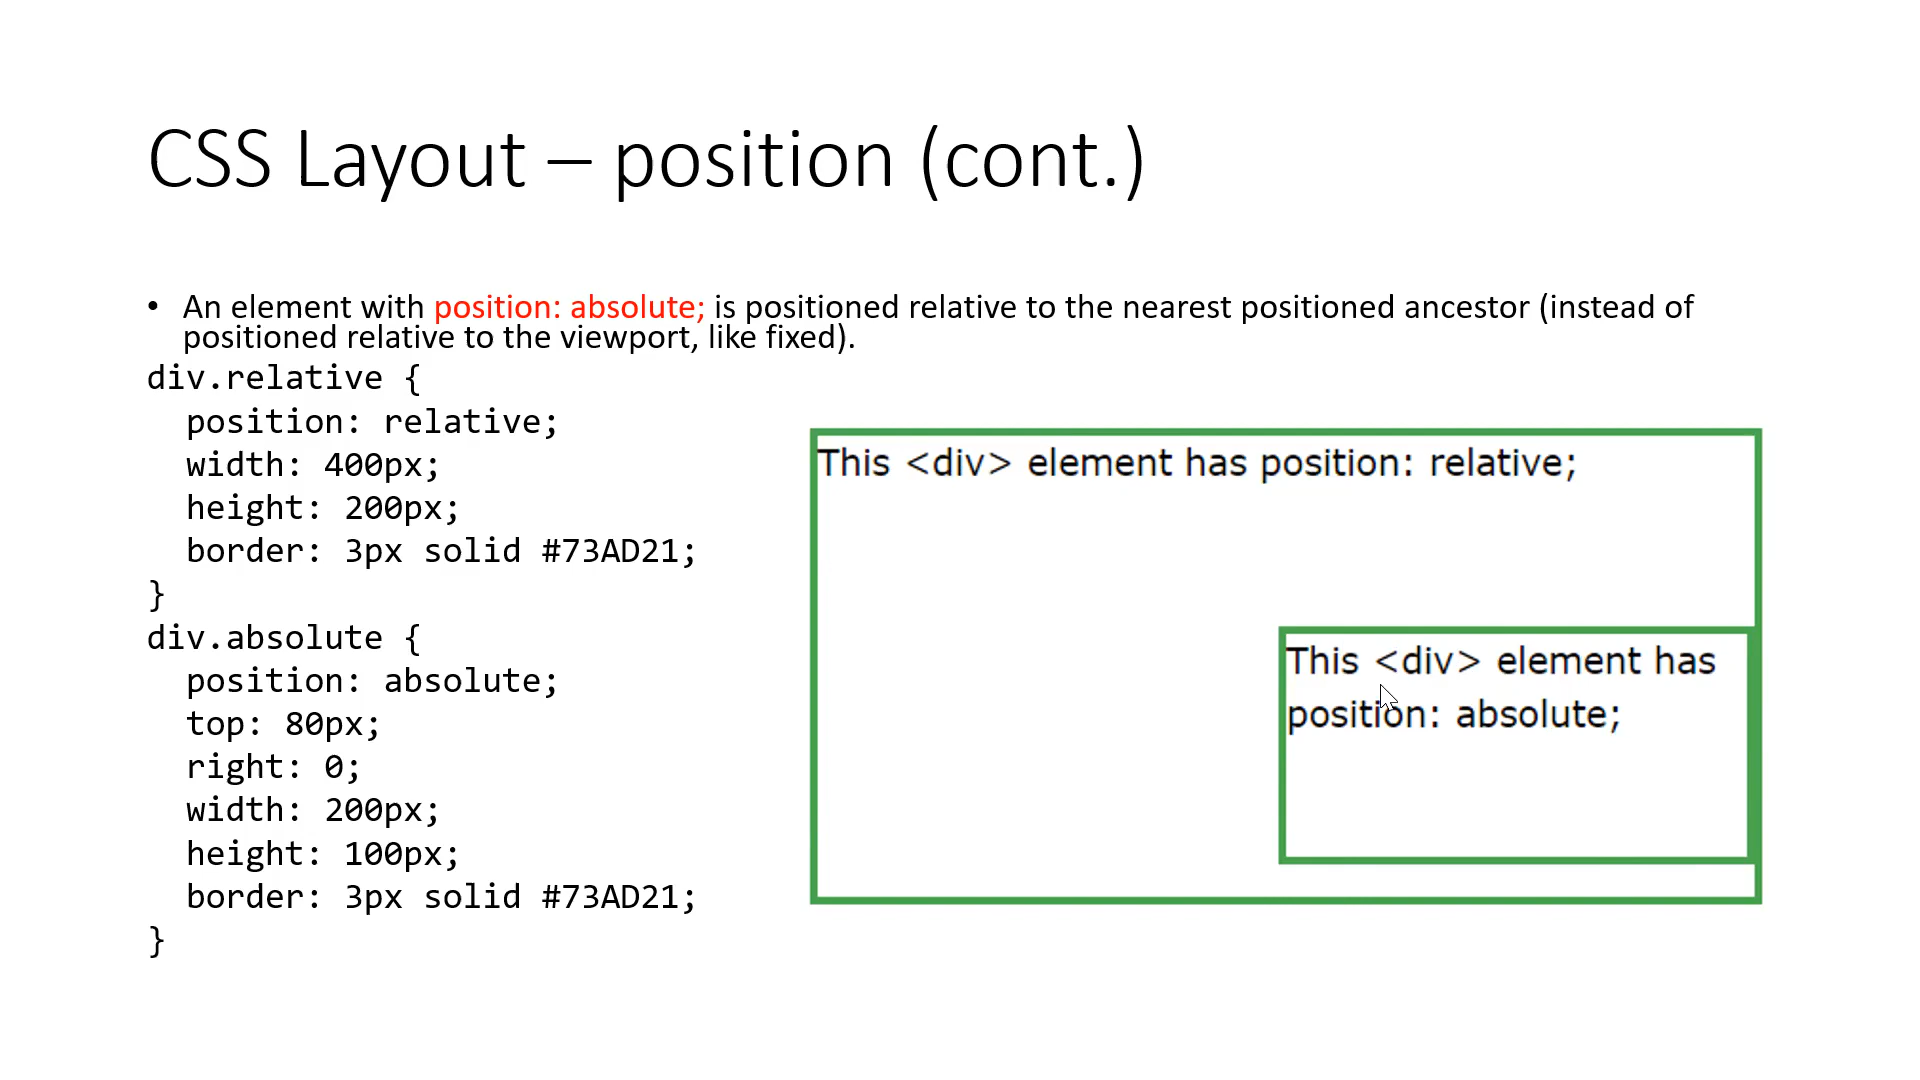 CSS Layout – position (cont.)
• An element with position: absolute; is positioned relative to the nearest positioned ancestor (instead of
positioned relative to the viewport, like fixed).
div.relative {
  position: relative;
  width: 400px;
  height: 200px;
  border: 3px solid #73AD21;
}
div.absolute {
  position: absolute;
  top: 80px;
  right: 0;
  width: 200px;
  height: 100px;
  border: 3px solid #73AD21;
}
This <div> element has position: relative;
This <div> element has
position: absolute;